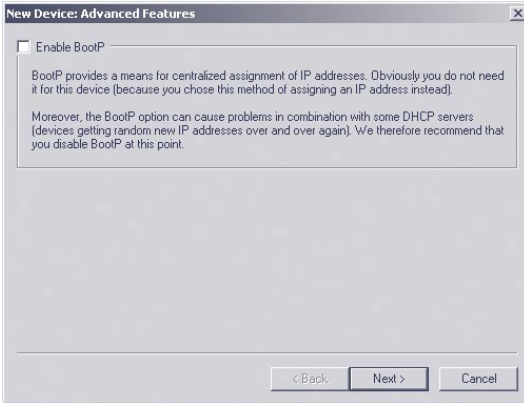 New Device: Advanced Features
Enable BootP
BootP provides a means for centralized assignment of IP addresses. Obviously you do not need
it for this device (because you chose this method of assigning an IP address instead).
Moreover, the BootP option can cause problems in combination with some DHCP servers
(devices getting random new IP addresses over and over again). We therefore recommend that
you disable BootP at this point.
< Back
Next >
Cancel